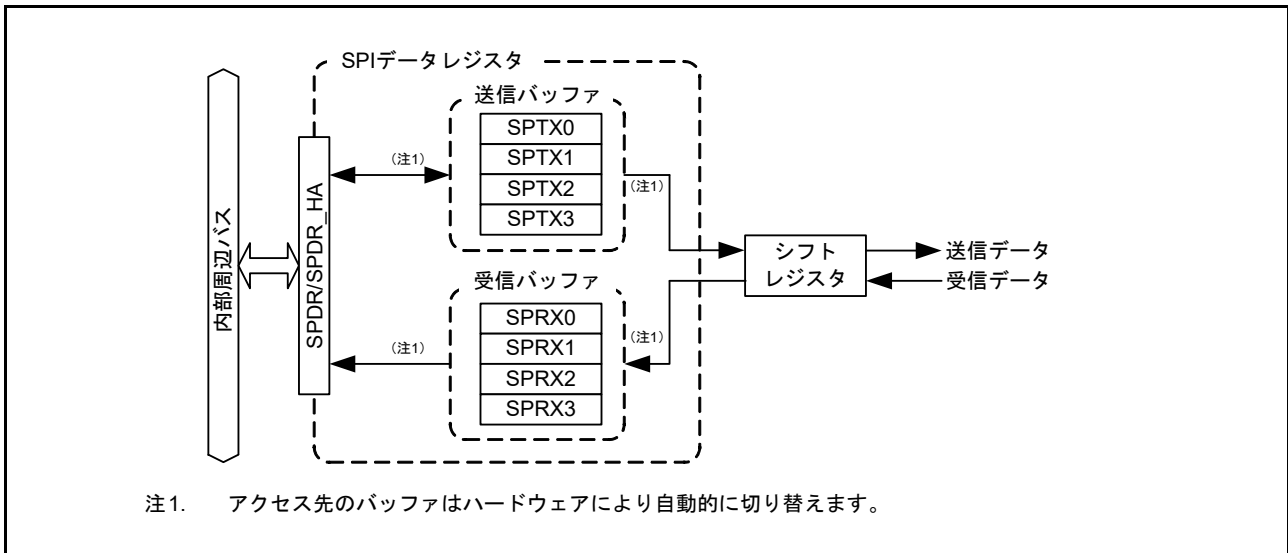 SPIデータレジスタ
送信バッファ
SPTX0
SPTX1
SPTX2
SPTX3
(注1)
(注1)
内部周辺バス
SPDR/SPDR_HA
シフト
レジスタ
送信データ
受信データ
受信バッファ
SPRX0
SPRX1
SPRX2
SPRX3
(注1)
(注1)
注1. アクセス先のバッファはハードウェアにより自動的に切り替えます。